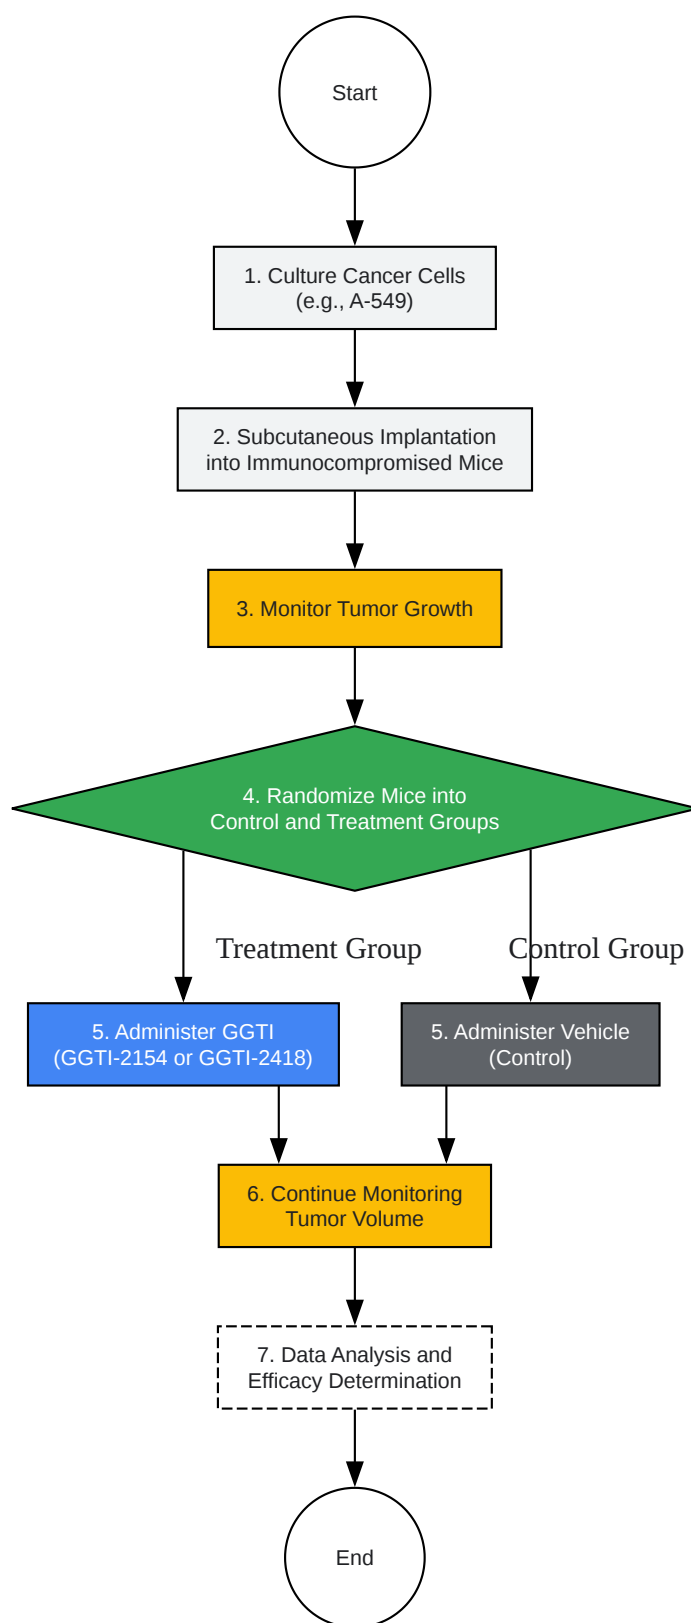 Start
1. Culture Cancer Cells
(e.g., A-549)
2. Subcutaneous Implantation
into Immunocompromised Mice
3. Monitor Tumor Growth
4. Randomize Mice into
Control and Treatment Groups
Treatment Group
Control Group
5. Administer GGTI
(GGTI-2154 or GGTI-2418)
5. Administer Vehicle
(Control)
6. Continue Monitoring
Tumor Volume
7. Data Analysis and
Efficacy Determination
End